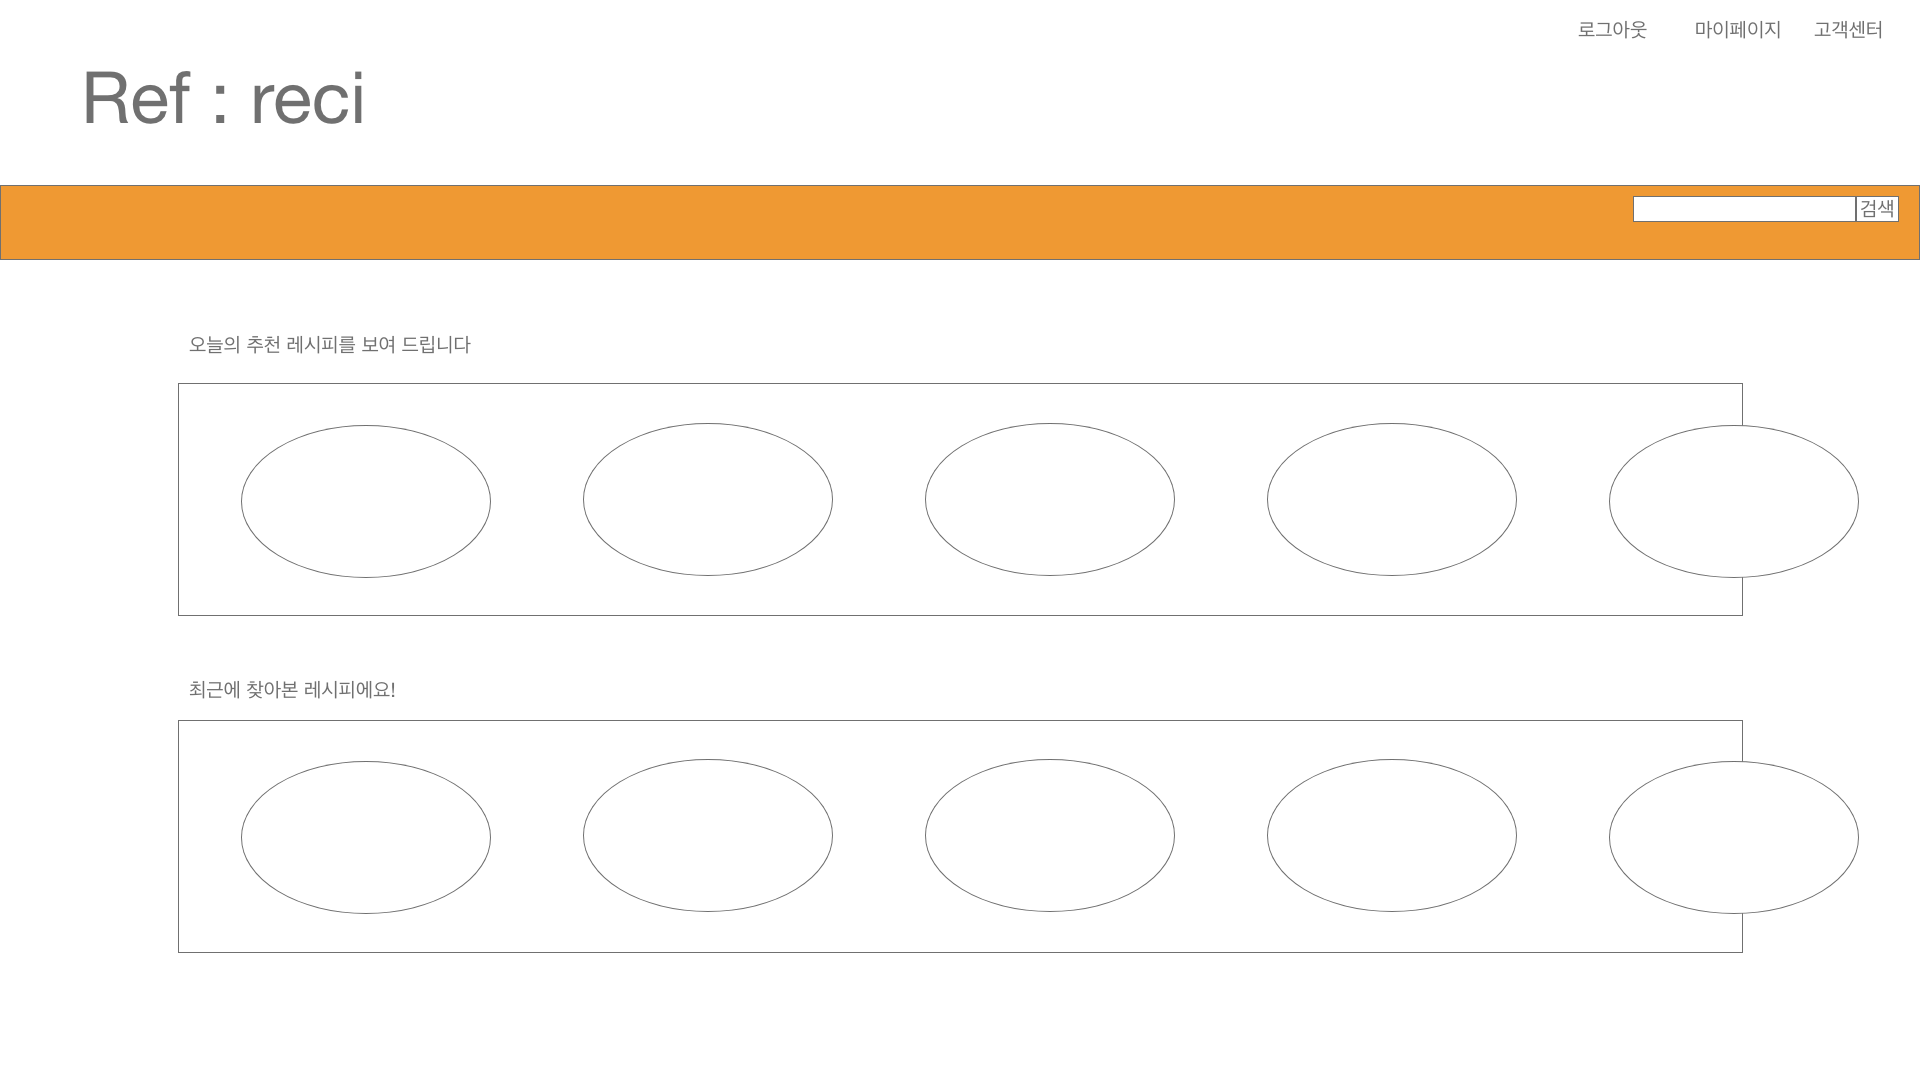 로그아웃 마이페이지 고객센터
Ref : reci
검색
오늘의 추천 레시피를 보여 드립니다
최근에 찾아본 레시피에요!